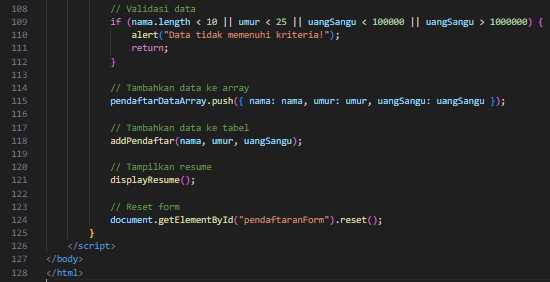 108 // Validasi data
109 if (nama.length < 10 || umur < 25 || uangSangu < 100000 || uangSangu > 1000000) {
110 alert("Data tidak memenuhi kriteria!");
111 return;
112 }
113
114 // Tambahkan data ke array
115 pendaftarDataArray.push({ nama: nama, umur: umur, uangSangu: uangSangu });
116
117 // Tambahkan data ke tabel
118 addPendaftar(nama, umur, uangSangu);
119
120 // Tampilkan resume
121 displayResume();
122
123 // Reset form
124 document.getElementById("pendaftaranForm").reset();
125 }
126 </script>
127 </body>
128 </html>